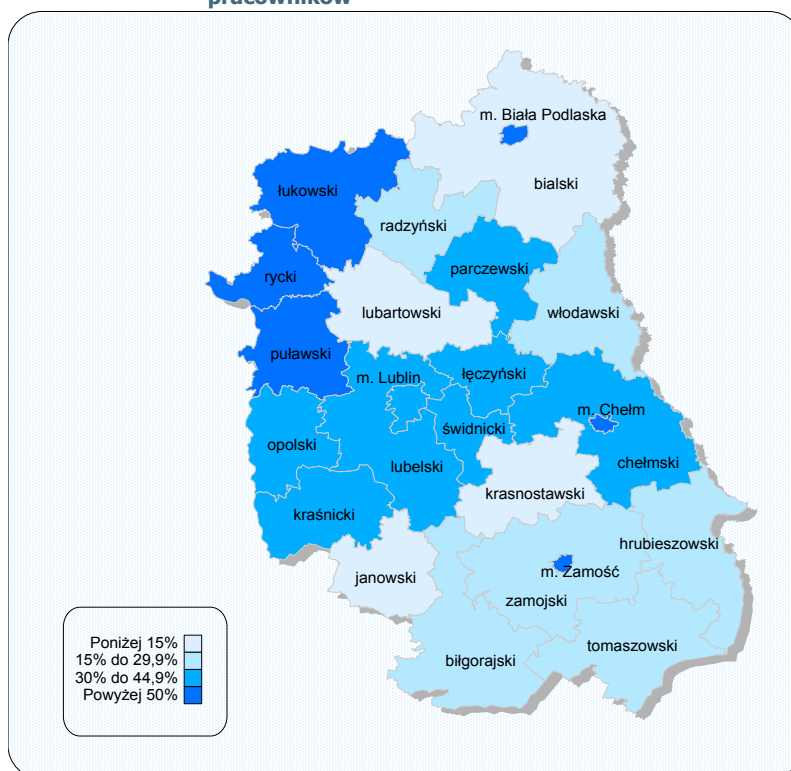 pracowników
m. Biała Podlaska
bialski
łukowski
radzyński
parczewski
rycki
lubartowski
włodawski
puławski
m. Lublin
łęczyński
m. Chełm
świdnicki
opolski
lubelski
chełmski
krasnostawski
kraśnicki
hrubieszowski
janowski
m. Zamość
zamojski
tomaszowski
biłgorajski
Poniżej 15%
15% do 29,9%
30% do 44,9%
Powyżej 50%